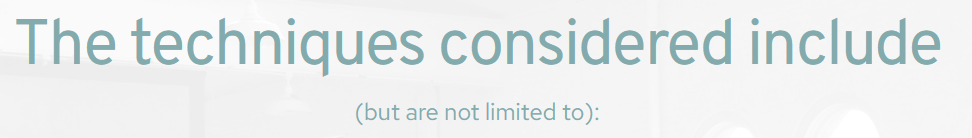 The techniques considered include
(but are not limited to):